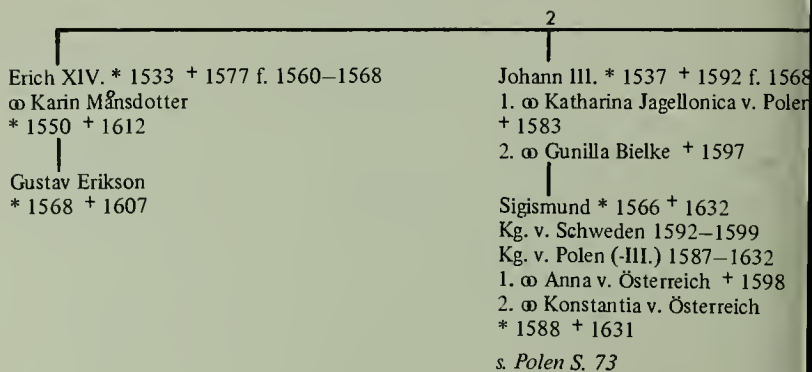 2
Erich XIV. * 1533 + 1577 f. 1560–1568
⚭ Karin Månsdotter
* 1550 + 1612
Gustav Erikson
* 1568 + 1607
Johann III. * 1537 + 1592 f. 1568
1. ⚭ Katharina Jagellonica v. Polen
+ 1583
2. ⚭ Gunilla Bielke + 1597
Sigismund * 1566 + 1632
Kg. v. Schweden 1592–1599
Kg. v. Polen (-III.) 1587–1632
1. ⚭ Anna v. Österreich + 1598
2. ⚭ Konstantia v. Österreich
* 1588 + 1631
s. Polen S. 73